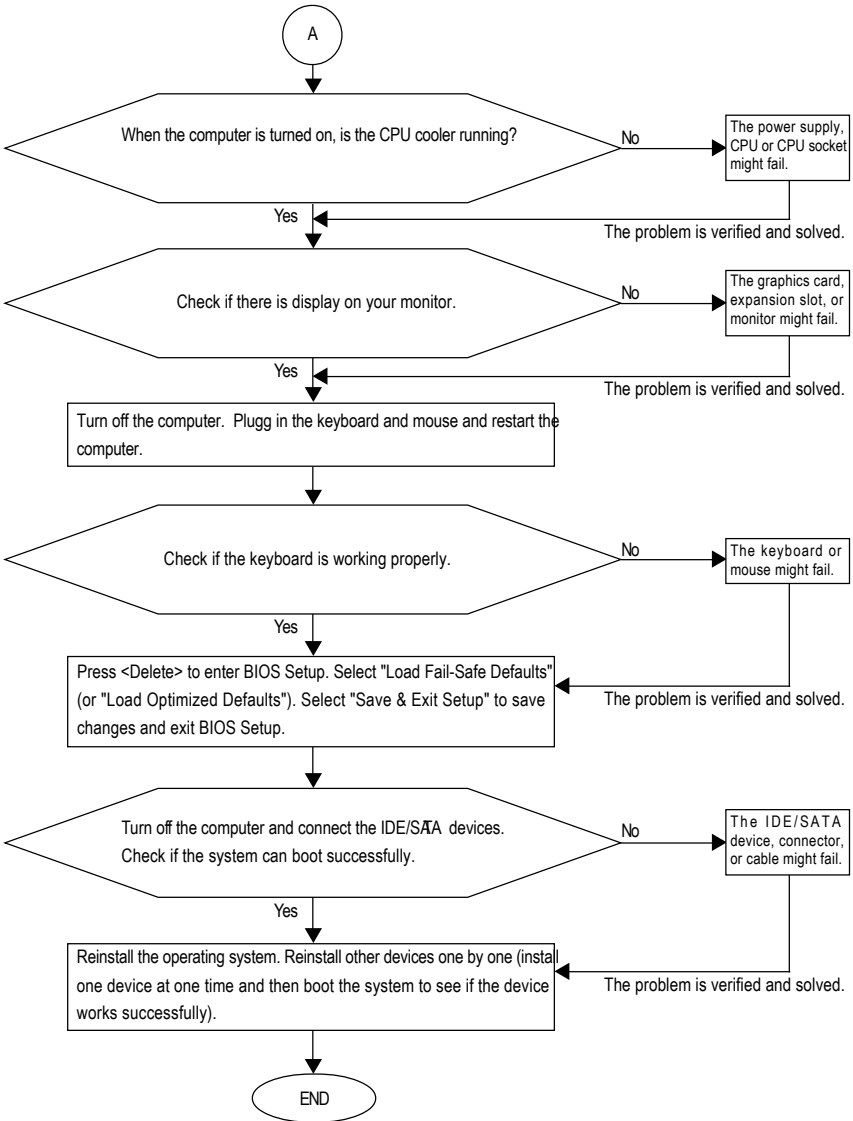 A
When the computer is turned on, is the CPU cooler running?
No
The power supply,
CPU or CPU socket
might fail.
Yes
The problem is verified and solved.
Check if there is display on your monitor.
No
The graphics card,
expansion slot, or
monitor might fail.
Yes
The problem is verified and solved.
Turn off the computer. Plugg in the keyboard and mouse and restart the
computer.
Check if the keyboard is working properly.
No
The keyboard or
mouse might fail.
Yes
Press <Delete> to enter BIOS Setup. Select "Load Fail-Safe Defaults"
(or "Load Optimized Defaults"). Select "Save & Exit Setup" to save
changes and exit BIOS Setup.
The problem is verified and solved.
Turn off the computer and connect the IDE/SATA devices.
Check if the system can boot successfully.
No
The IDE/SATA
device, connector,
or cable might fail.
Yes
Reinstall the operating system. Reinstall other devices one by one (install
one device at one time and then boot the system to see if the device
works successfully).
The problem is verified and solved.
END